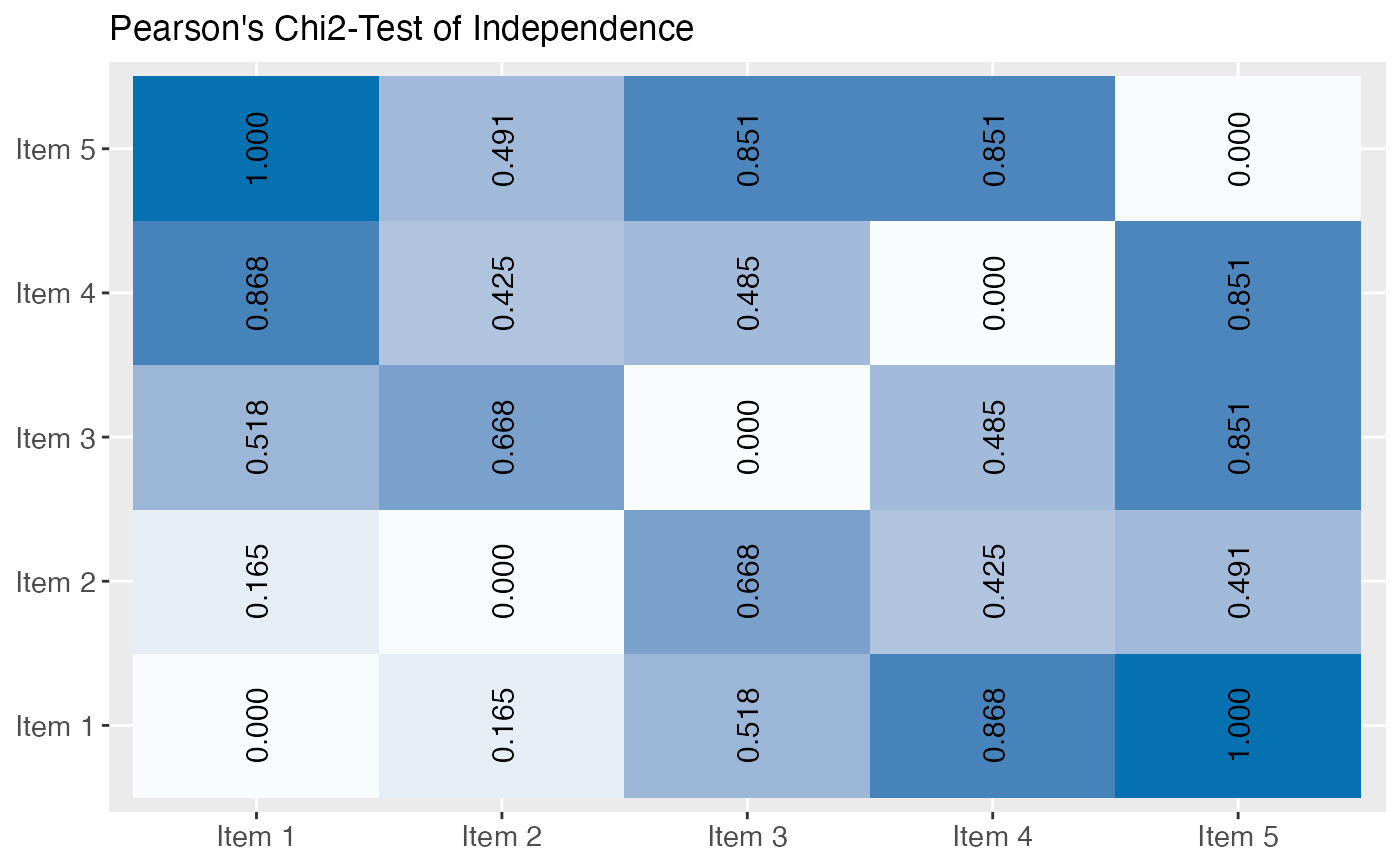 Pearson's Chi2-Test of Independence
Item 5 1.000 0.491 0.851 0.851 0.000
Item 4 0.868 0.425 0.485 0.000 0.851
Item 3 0.518 0.668 0.000 0.485 0.851
Item 2 0.165 0.000 0.668 0.425 0.491
Item 1 0.000 0.165 0.518 0.868 1.000
Item 1 Item 2 Item 3 Item 4 Item 5